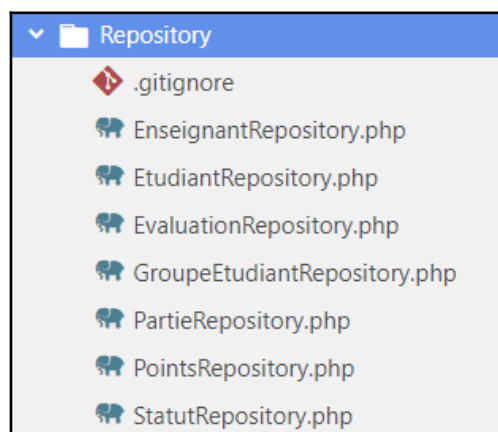 Repository
.gitignore
EnseignantRepository.php
EtudiantRepository.php
EvaluationRepository.php
GroupeEtudiantRepository.php
PartieRepository.php
PointsRepository.php
StatutRepository.php